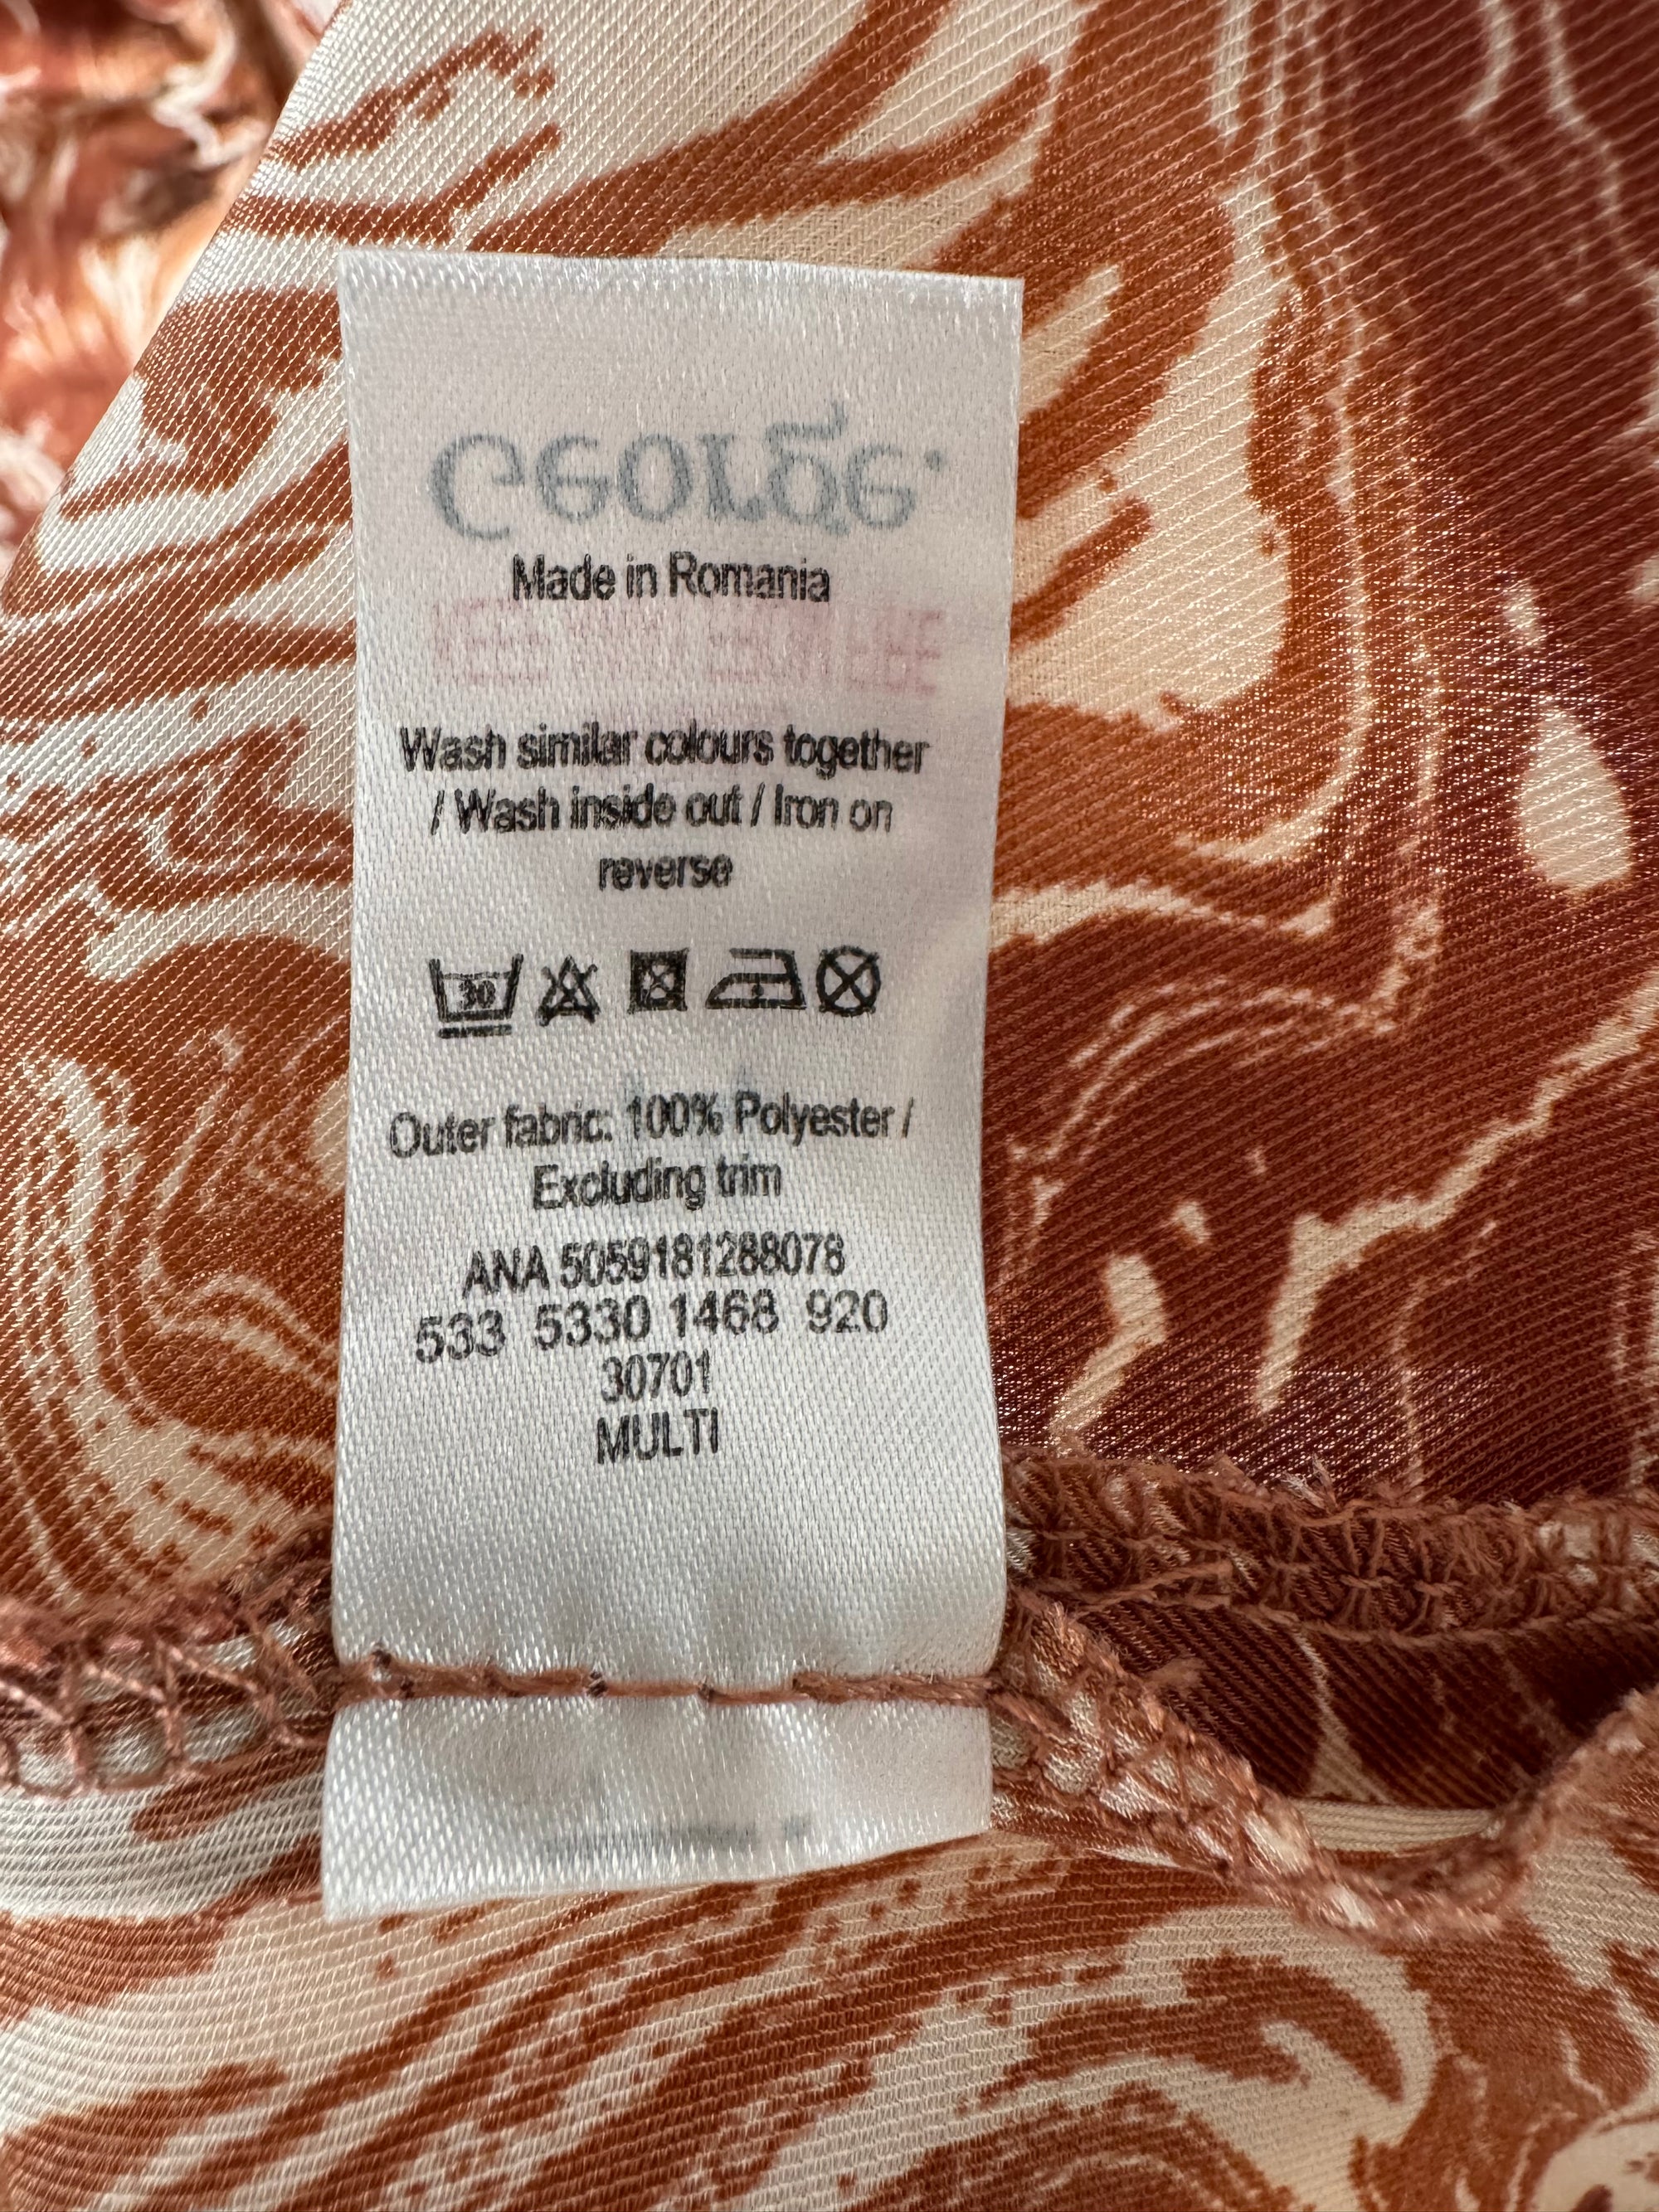 George.
Made in Romania
Wash similar colours together
/ Wash inside out / Iron on
reverse
30
Outer fabric: 100% Polyester /
Excluding trim
ANA 5059181288078
533 5330 1468 920
30701
MULTI